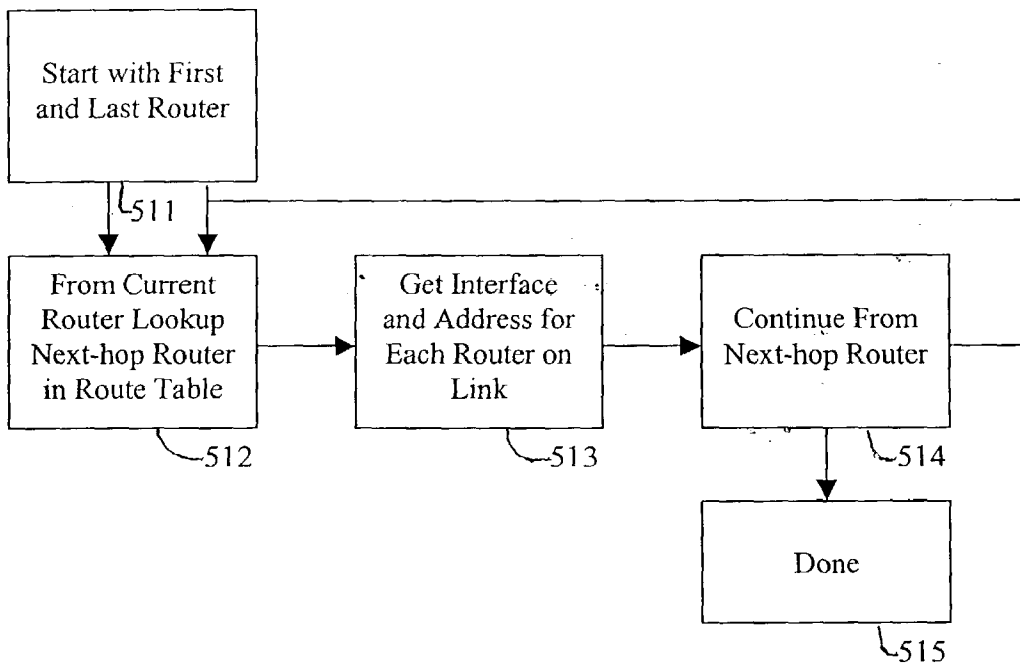 Start with First
and Last Router
511
From Current
Router Lookup
Next-hop Router
in Route Table
512
Get Interface
and Address for
Each Router on
Link
513
Continue From
Next-hop Router
514
Done
515